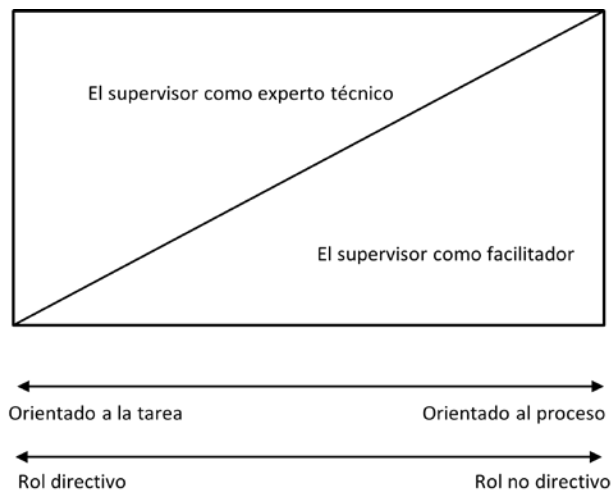 El supervisor como experto técnico
El supervisor como facilitador
Orientado a la tarea
Orientado al proceso
Rol directivo
Rol no directivo